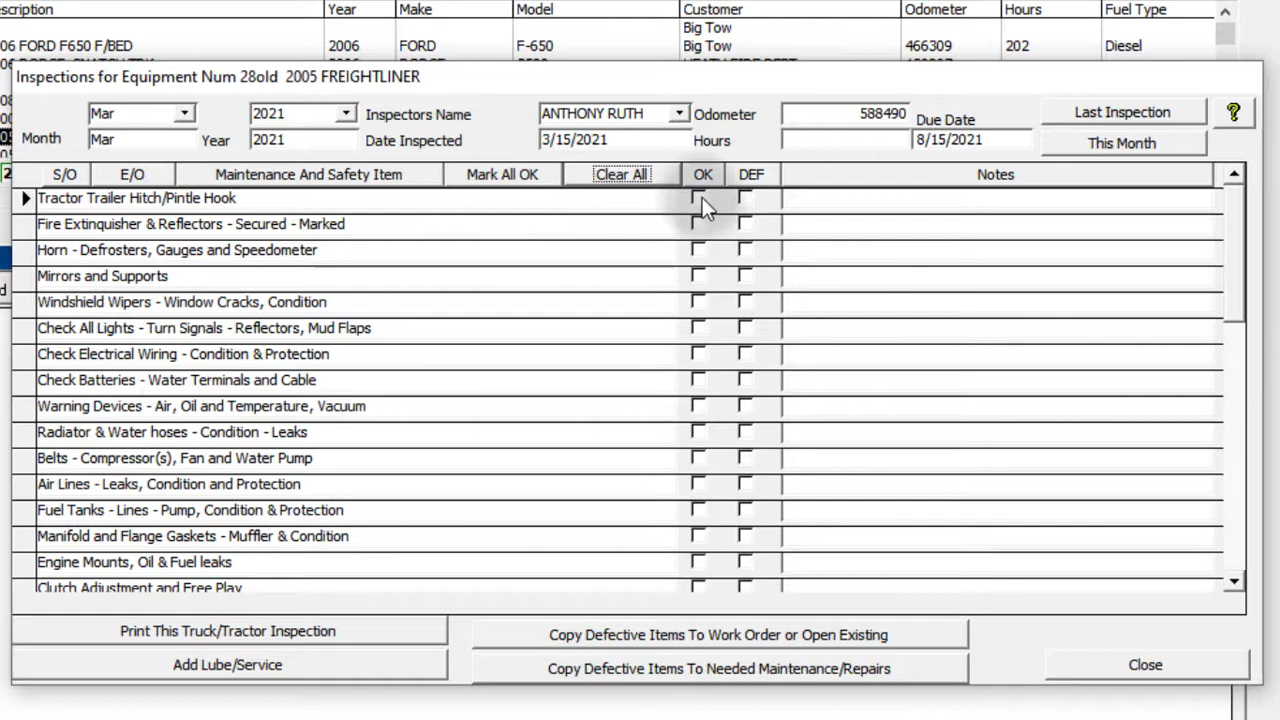 escription Year Make Model Customer Odometer Hours Fuel Type
Big Tow
06 FORD F650 F/BED 2006 FORD F-650 Big Tow 466309 202 Diesel
Inspections for Equipment Num 28old 2005 FREIGHTLINER
Mar 2021 Inspectors Name ANTHONY RUTH Odometer 588490 Due Date Last Inspection ?
Month Mar Year 2021 Date Inspected 3/15/2021 Hours 8/15/2021 This Month
S/O E/O Maintenance And Safety Item Mark All OK Clear All OK DEF Notes
Tractor Trailer Hitch/Pintle Hook
Fire Extinguisher & Reflectors - Secured - Marked
Horn - Defrosters, Gauges and Speedometer
Mirrors and Supports
Windshield Wipers - Window Cracks, Condition
Check All Lights - Turn Signals - Reflectors, Mud Flaps
Check Electrical Wiring - Condition & Protection
Check Batteries - Water Terminals and Cable
Warning Devices - Air, Oil and Temperature, Vacuum
Radiator & Water hoses - Condition - Leaks
Belts - Compressor(s), Fan and Water Pump
Air Lines - Leaks, Condition and Protection
Fuel Tanks - Lines - Pump, Condition & Protection
Manifold and Flange Gaskets - Muffler & Condition
Engine Mounts, Oil & Fuel leaks
Clutch Adjustment and Free Play
Print This Truck/Tractor Inspection Copy Defective Items To Work Order or Open Existing
Add Lube/Service Copy Defective Items To Needed Maintenance/Repairs Close